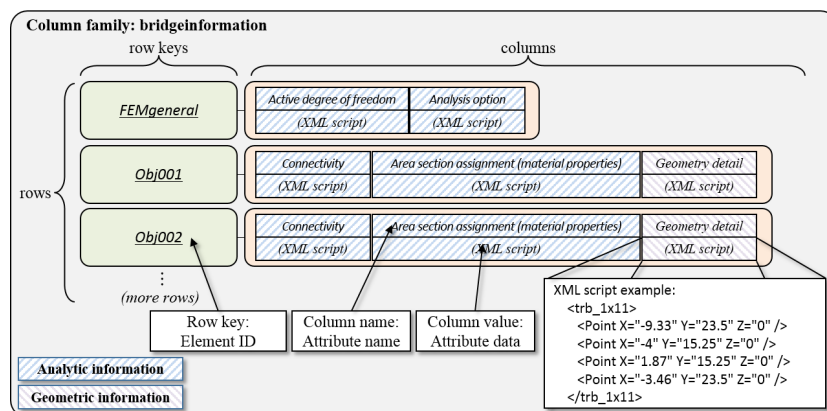 Column family: bridgeinformation
row keys
columns
rows
FEMgeneral
Active degree of freedom
Analysis option
(XML script)
(XML script)
Obj001
Connectivity
Area section assignment (material properties)
Geometry detail
(XML script)
(XML script)
(XML script)
Obj002
Connectivity
Area section assignment (material properties)
Geometry detail
(XML script)
(XML script)
(XML script)
(more rows)
Row key:
Element ID
Column name:
Attribute name
Column value:
Attribute data
XML script example:
<trb_1x11>
<Point X="-9.33" Y="23.5" Z="0" />
<Point X="-4" Y="15.25" Z="0" />
<Point X="1.87" Y="15.25" Z="0" />
<Point X="-3.46" Y="23.5" Z="0" />
</trb_1x11>
Analytic information
Geometric information